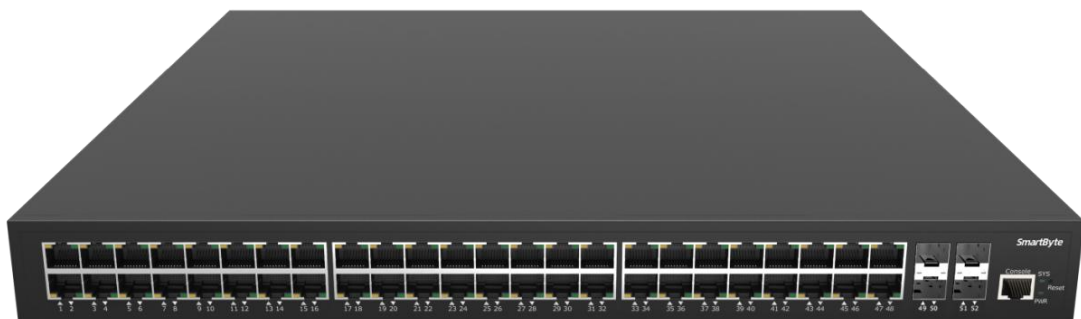 SmartByte
Console SYS
Reset
PWR
1 2 3 4 5 6 7 8 9 10 11 12 13 14 15 16 17 18 19 20 21 22 23 24 25 26 27 28 29 30 31 32 33 34 35 36 37 38 39 40 41 42 43 44 45 46 47 48 49 50 51 52